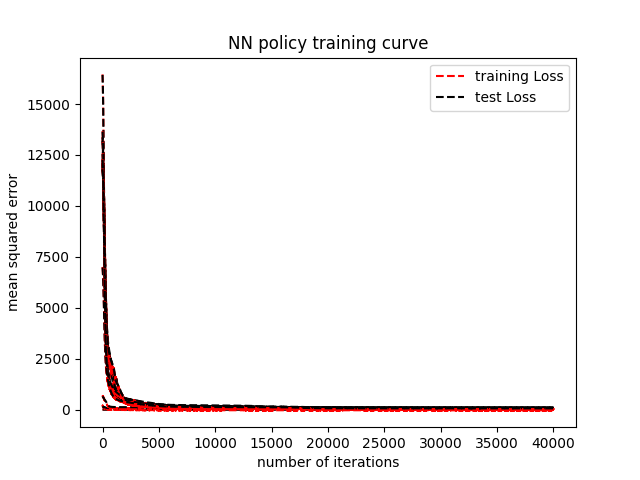 NN policy training curve
training Loss
test Loss
mean squared error
15000
12500
10000
7500
5000
2500
0
0 5000 10000 15000 20000 25000 30000 35000 40000
number of iterations